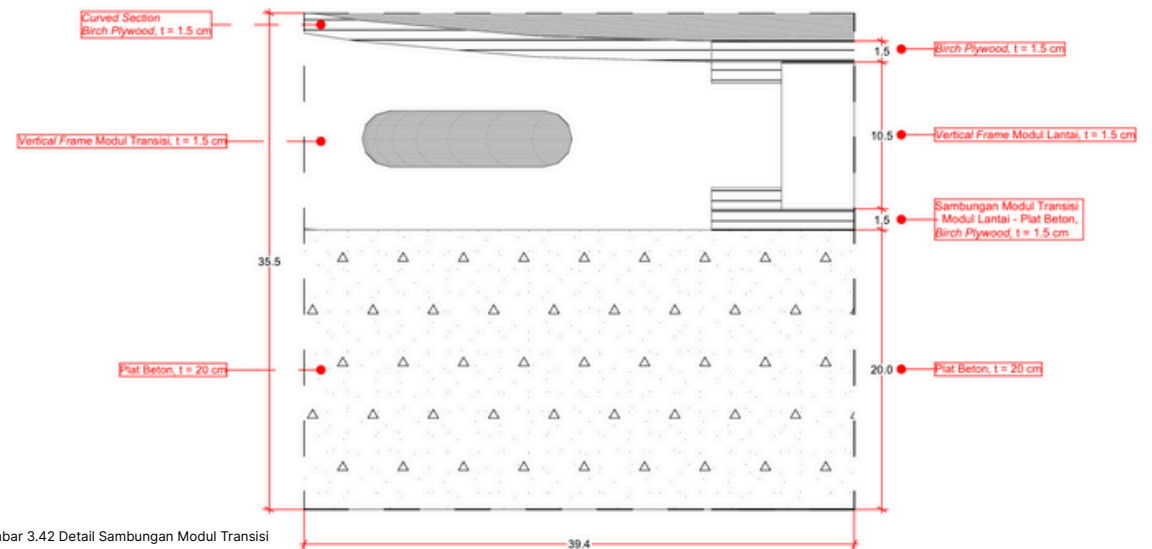 Curved Section
Birch Plywood, t = 1.5 cm
1.5
Birch Plywood, t = 1.5 cm
Vertical Frame Modul Transisi, t = 1.5 cm
10.5
Vertical Frame Modul Lantai, t = 1.5 cm
1.5
Sambungan Modul Transisi
- Modul Lantai - Plat Beton,
Birch Plywood, t = 1.5 cm
35.5
Plat Beton, t = 20 cm
20.0
Plat Beton, t = 20 cm
3.42 Detail Sambungan Modul Transisi
39.4